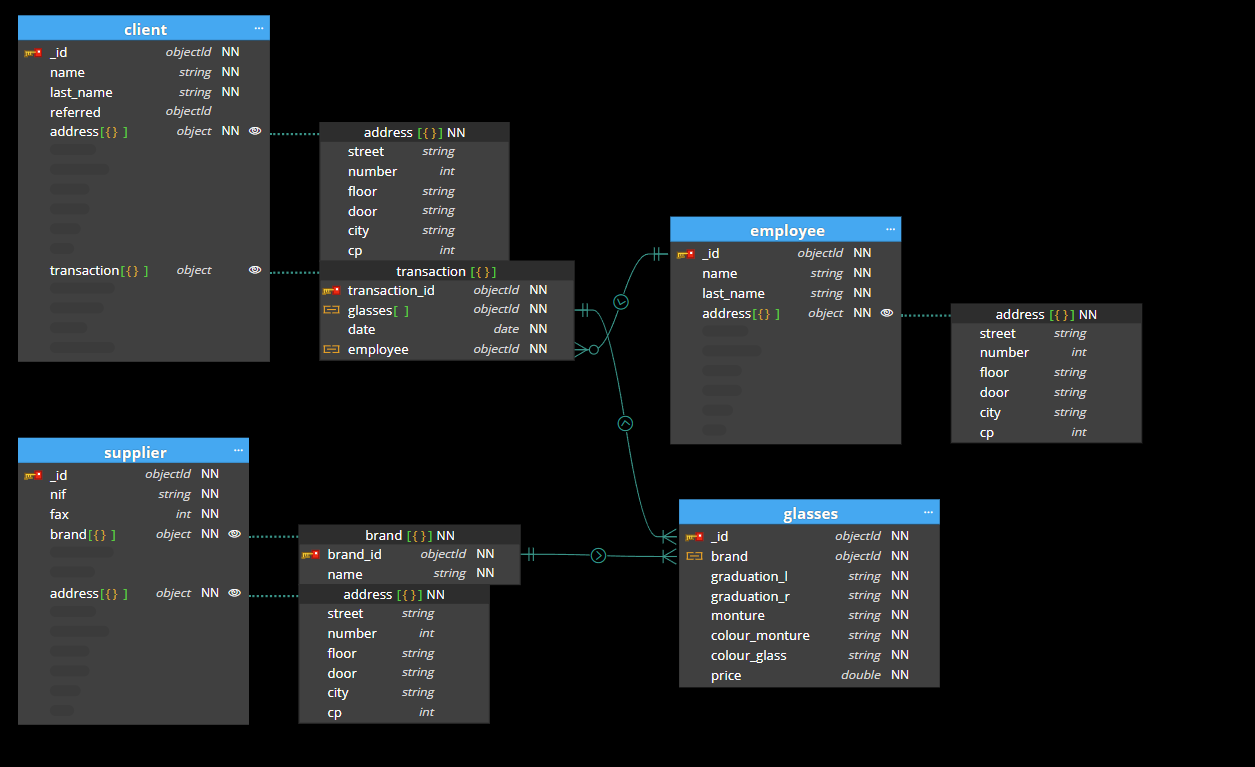 client ...
_id objectId NN
name string NN
last_name string NN
referred objectId
address[{} ] object NN
transaction[{} ] object
address [{}] NN
street string
number int
floor string
door string
city string
cp int
transaction [{}]
transaction_id objectId NN
glasses[ ] objectId NN
date date NN
employee objectId NN
employee ...
_id objectId NN
name string NN
last_name string NN
address[{} ] object NN
address [{}] NN
street string
number int
floor string
door string
city string
cp int
supplier ...
_id objectId NN
nif string NN
fax int NN
brand[{} ] object NN
address[{} ] object NN
brand [{}] NN
brand_id objectId NN
name string NN
address [{}] NN
street string
number int
floor string
door string
city string
cp int
glasses ...
_id objectId NN
brand objectId NN
graduation_l string NN
graduation_r string NN
monture string NN
colour_monture string NN
colour_glass string NN
price double NN